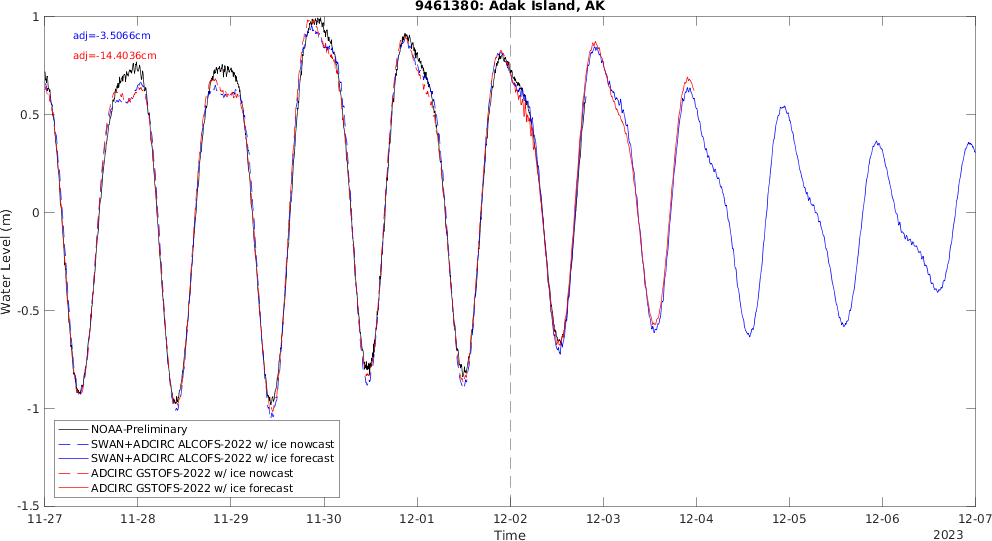 9461380: Adak Island, AK
adj=-3.5066cm
adj=-14.4036cm
Water Level (m)
1
0.5
0
-0.5
-1
-1.5
NOAA-Preliminary
SWAN+ADCIRC ALCOFS-2022 w/ ice nowcast
SWAN+ADCIRC ALCOFS-2022 w/ ice forecast
ADCIRC GSTOFS-2022 w/ ice nowcast
ADCIRC GSTOFS-2022 w/ ice forecast
11-27 11-28 11-29 11-30 12-01 12-02 12-03 12-04 12-05 12-06 12-07
Time
2023